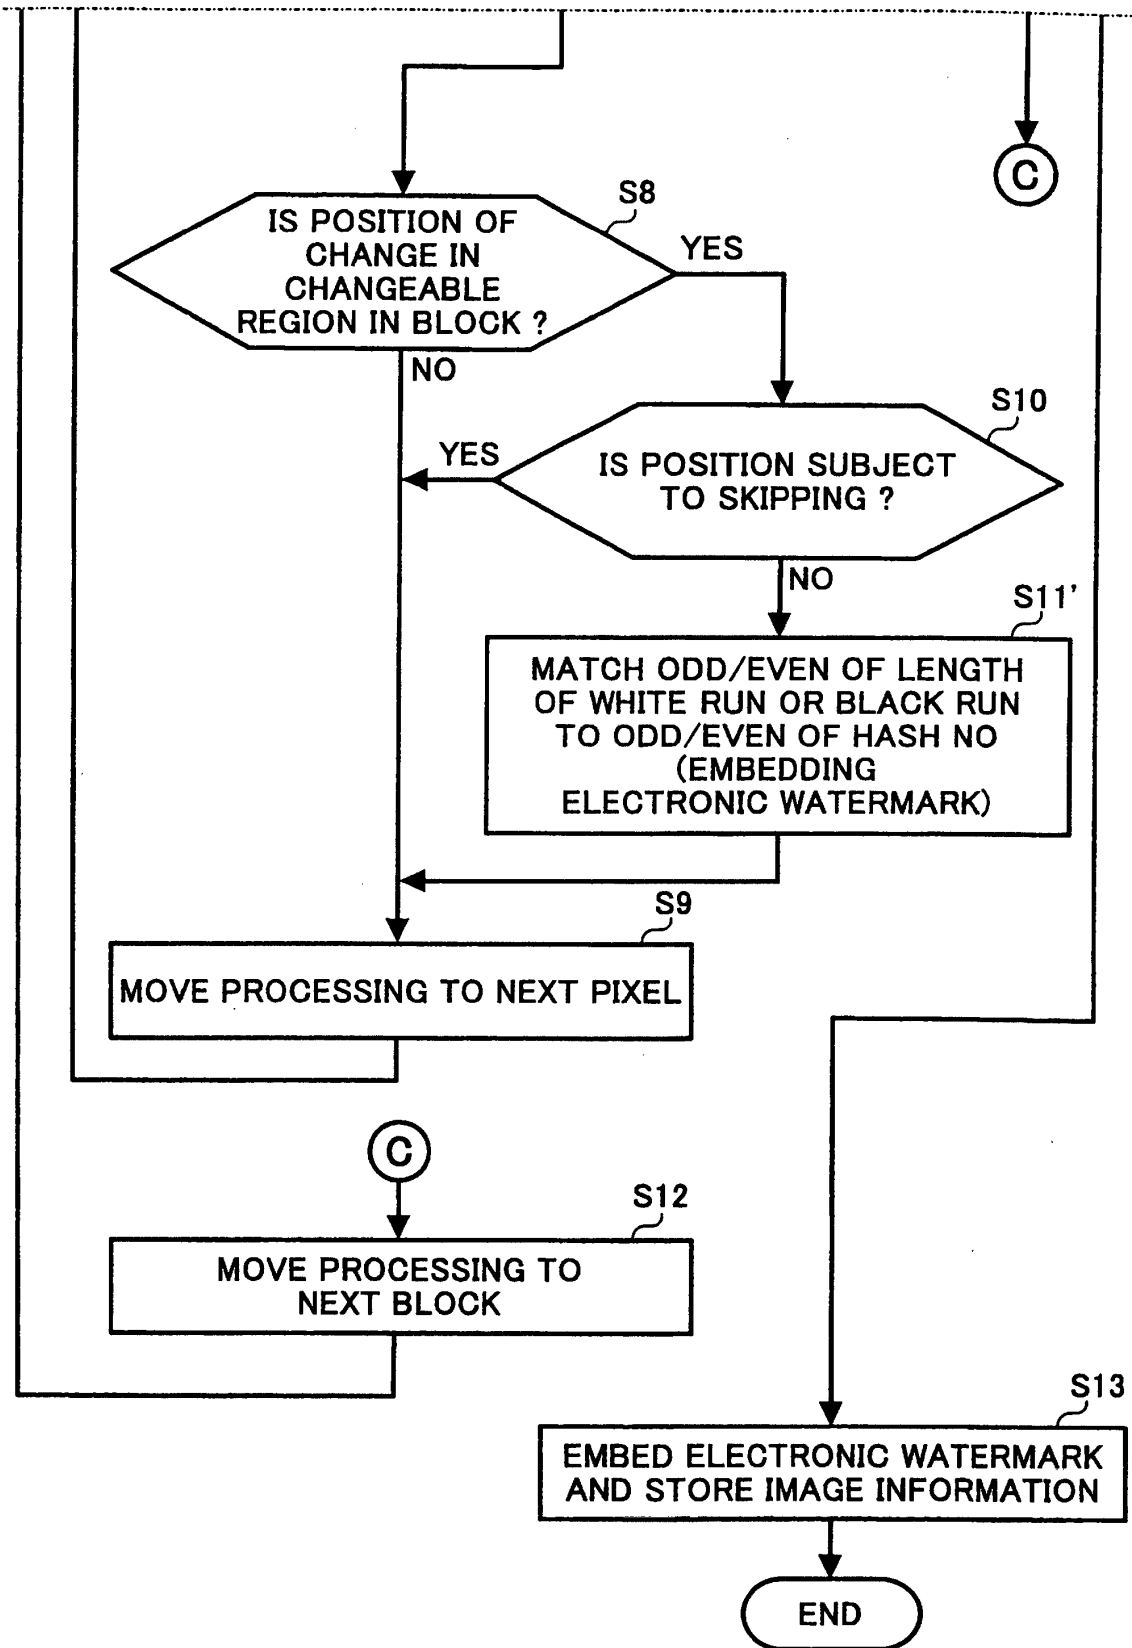 C
S8
IS POSITION OF
CHANGE IN
CHANGEABLE
REGION IN BLOCK ?
YES
NO
S10
YES
IS POSITION SUBJECT
TO SKIPPING ?
NO
S11'
MATCH ODD/EVEN OF LENGTH
OF WHITE RUN OR BLACK RUN
TO ODD/EVEN OF HASH NO
(EMBEDDING
ELECTRONIC WATERMARK)
S9
MOVE PROCESSING TO NEXT PIXEL
C
S12
MOVE PROCESSING TO
NEXT BLOCK
S13
EMBED ELECTRONIC WATERMARK
AND STORE IMAGE INFORMATION
END